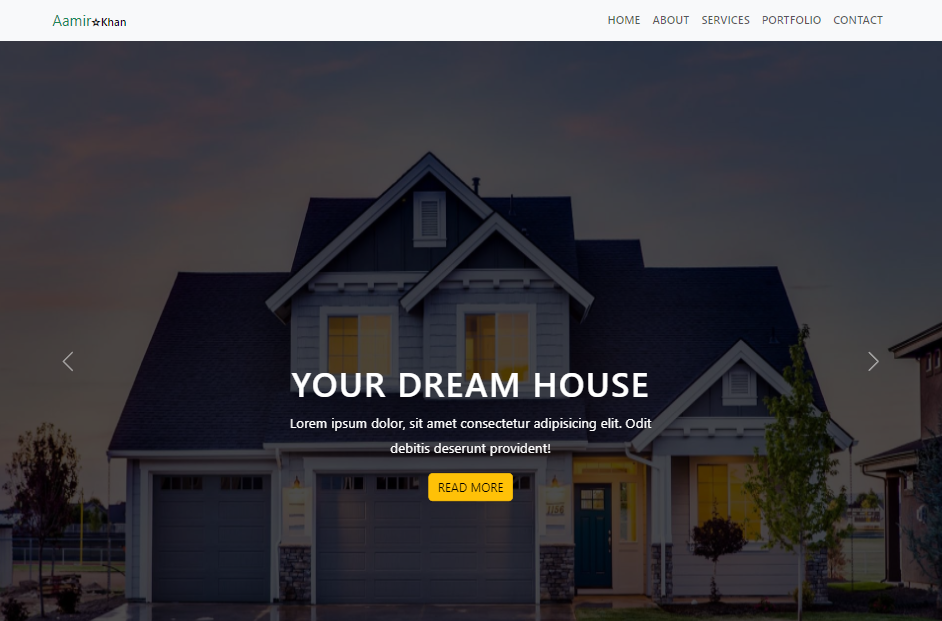 Aamir☆Khan
HOME ABOUT SERVICES PORTFOLIO CONTACT
YOUR DREAM HOUSE
Lorem ipsum dolor, sit amet consectetur adipisicing elit. Odit
debitis deserunt provident!
READ MORE